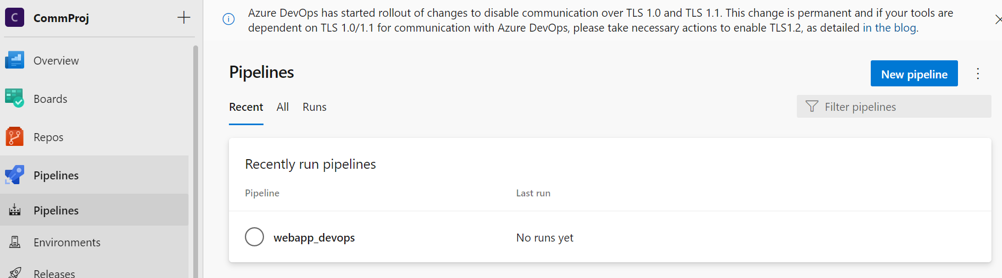 C CommProj +
Azure DevOps has started rollout of changes to disable communication over TLS 1.0 and TLS 1.1. This change is permanent and if your tools are
dependent on TLS 1.0/1.1 for communication with Azure DevOps, please take necessary actions to enable TLS1.2, as detailed in the blog.
Overview
Boards
Repos
Pipelines
Pipelines
Environments
Releases
Pipelines
New pipeline
Recent All Runs
Filter pipelines
Recently run pipelines
Pipeline Last run
webapp_devops No runs yet